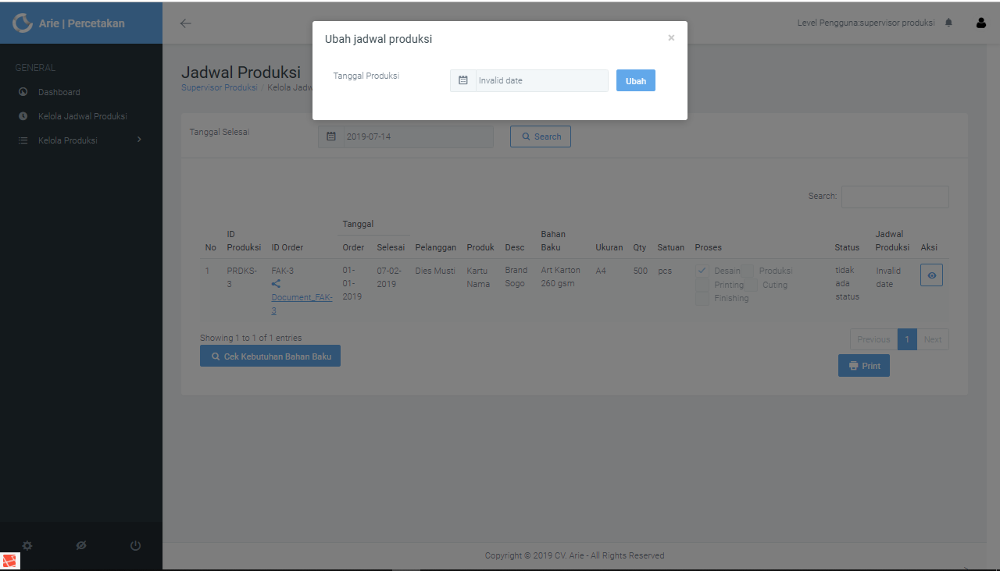 Arie | Percetakan
Level Pengguna:supervisor produksi
Ubah jadwal produksi
×
Tanggal Produksi
Invalid date
Ubah
GENERAL
Dashboard
Kelola Jadwal Produksi
Kelola Produksi
Jadwal Produksi
Supervisor Produksi / Kelola Jadw
Tanggal Selesai
2019-07-14
Search
Search:
Tanggal
ID
Bahan
Jadwal
No Produksi ID Order Order Selesai Pelanggan Produk Desc Baku Ukuran Qty Satuan Proses Status Produksi Aksi
1 PRDKS- FAK-3 01- 07-02- Dies Musti Kartu Brand Art Karton A4 500 pcs Desain Produksi tidak Invalid
3 01- 2019 Nama Sogo 260 gsm Printing Cuting ada date
Document_FAK- 2019 Finishing status
3
Showing 1 to 1 of 1 entries
Previous 1 Next
Cek Kebutuhan Bahan Baku
Print
Copyright © 2019 CV. Arie - All Rights Reserved